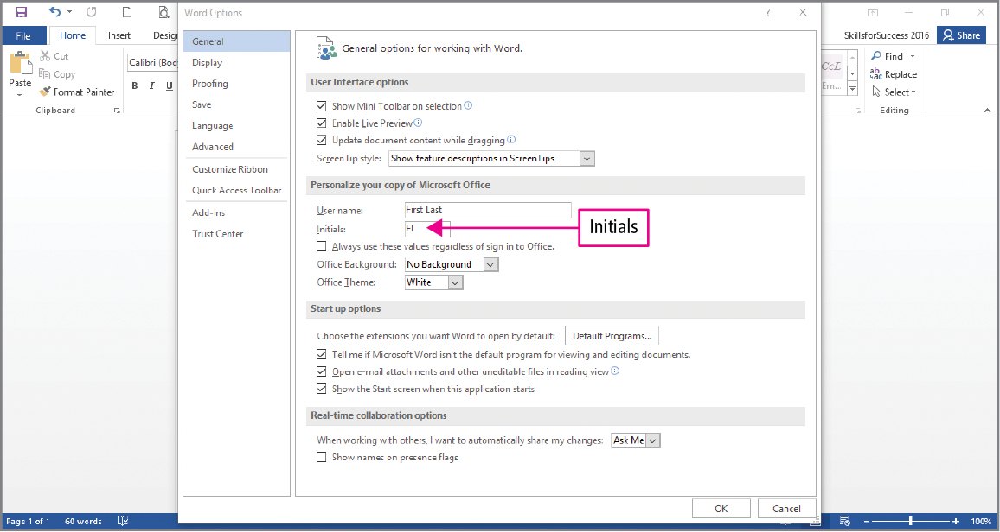 Word Options
?
File
Home
Insert
Design
SkillsforSuccess 2016
Share
Paste
Cut
Copy
Format Painter
Clipboard
Calibri (Body
B I U
Find
Replace
Select
Editing
General
Display
Proofing
Save
Language
Advanced
Customize Ribbon
Quick Access Toolbar
Add-Ins
Trust Center
General options for working with Word.
User Interface options
Show Mini Toolbar on selection
Enable Live Preview
Update document content while dragging
ScreenTip style: Show feature descriptions in ScreenTips
Personalize your copy of Microsoft Office
User name: First Last
Initials: FL
Initials
Always use these values regardless of sign in to Office.
Office Background: No Background
Office Theme: White
Start up options
Choose the extensions you want Word to open by default: Default Programs...
Tell me if Microsoft Word isn't the default program for viewing and editing documents.
Open e-mail attachments and other uneditable files in reading view
Show the Start screen when this application starts
Real-time collaboration options
When working with others, I want to automatically share my changes: Ask Me
Show names on presence flags
OK
Cancel
Page 1 of 1 60 words
100%